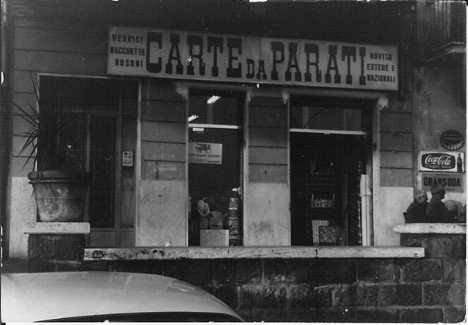 VERNICI
BACCHETTE
ROSONI
CARTE DA PARATI
NOVITÀ
ESTERE E
NAZIONALI
Coca-Cola
GRANSODA